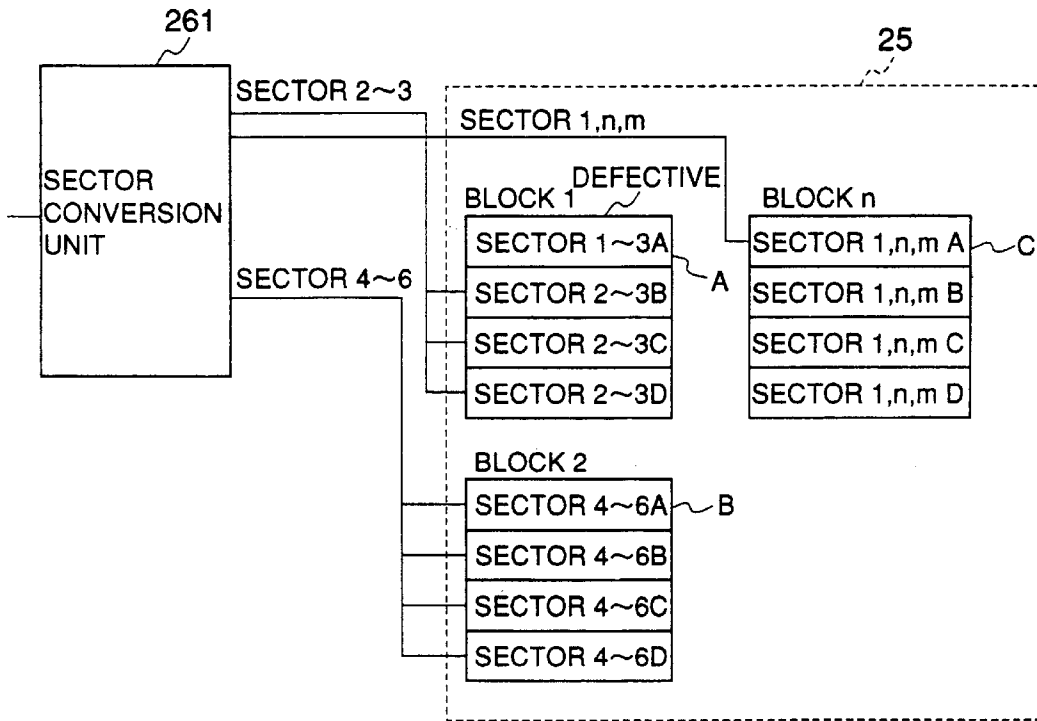 261
25
SECTOR 2~3
SECTOR 1,n,m
SECTOR
CONVERSION
UNIT
SECTOR 4~6
DEFECTIVE
BLOCK 1
SECTOR 1~3A
A
SECTOR 2~3B
SECTOR 2~3C
SECTOR 2~3D
BLOCK n
SECTOR 1,n,m A
C
SECTOR 1,n,m B
SECTOR 1,n,m C
SECTOR 1,n,m D
BLOCK 2
SECTOR 4~6A
B
SECTOR 4~6B
SECTOR 4~6C
SECTOR 4~6D